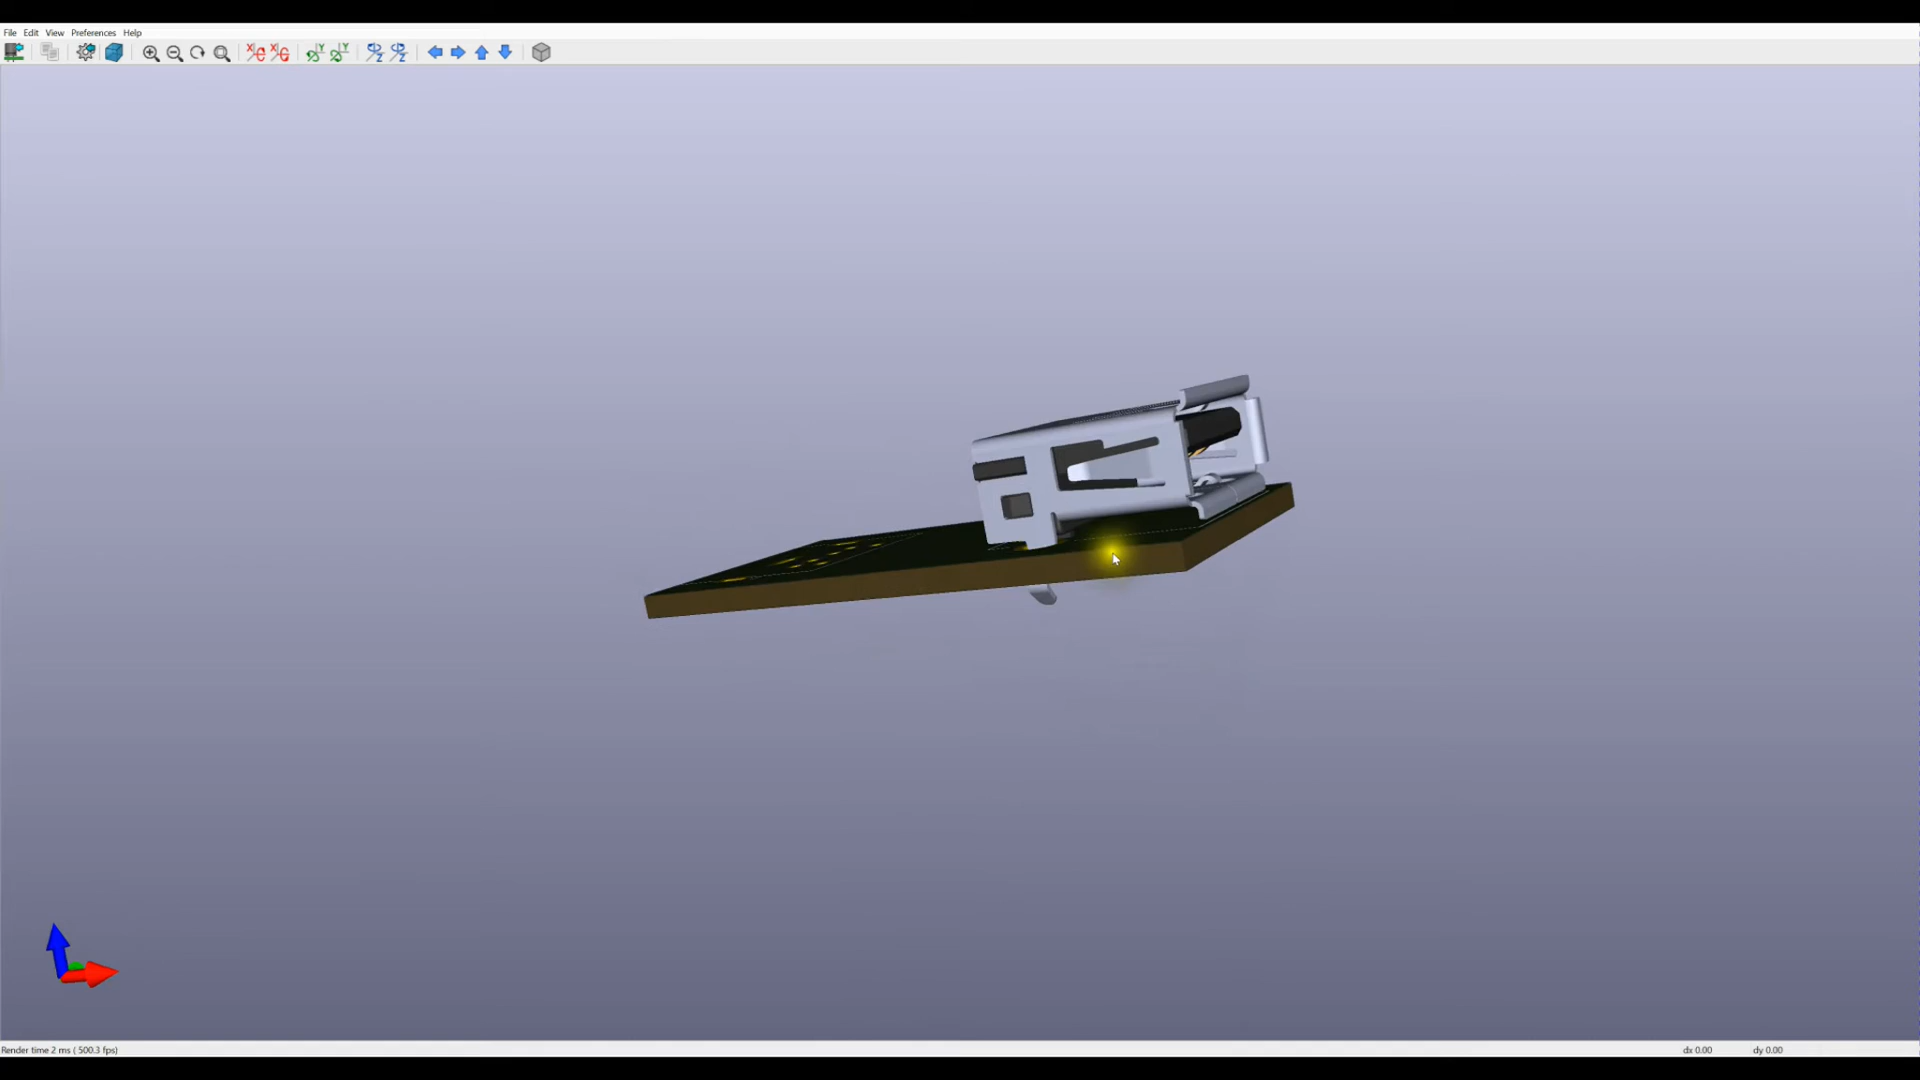 File Edit View Preferences Help
Render time 2 ms ( 500.3 fps)
dx 0.00
dy 0.00